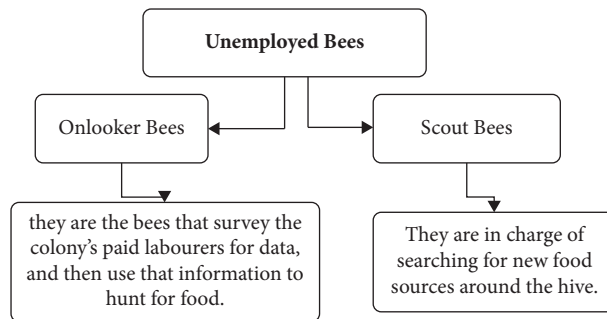 Unemployed Bees
Onlooker Bees
Scout Bees
they are the bees that survey the
colony's paid labourers for data,
and then use that information to
hunt for food.
They are in charge of
searching for new food
sources around the hive.